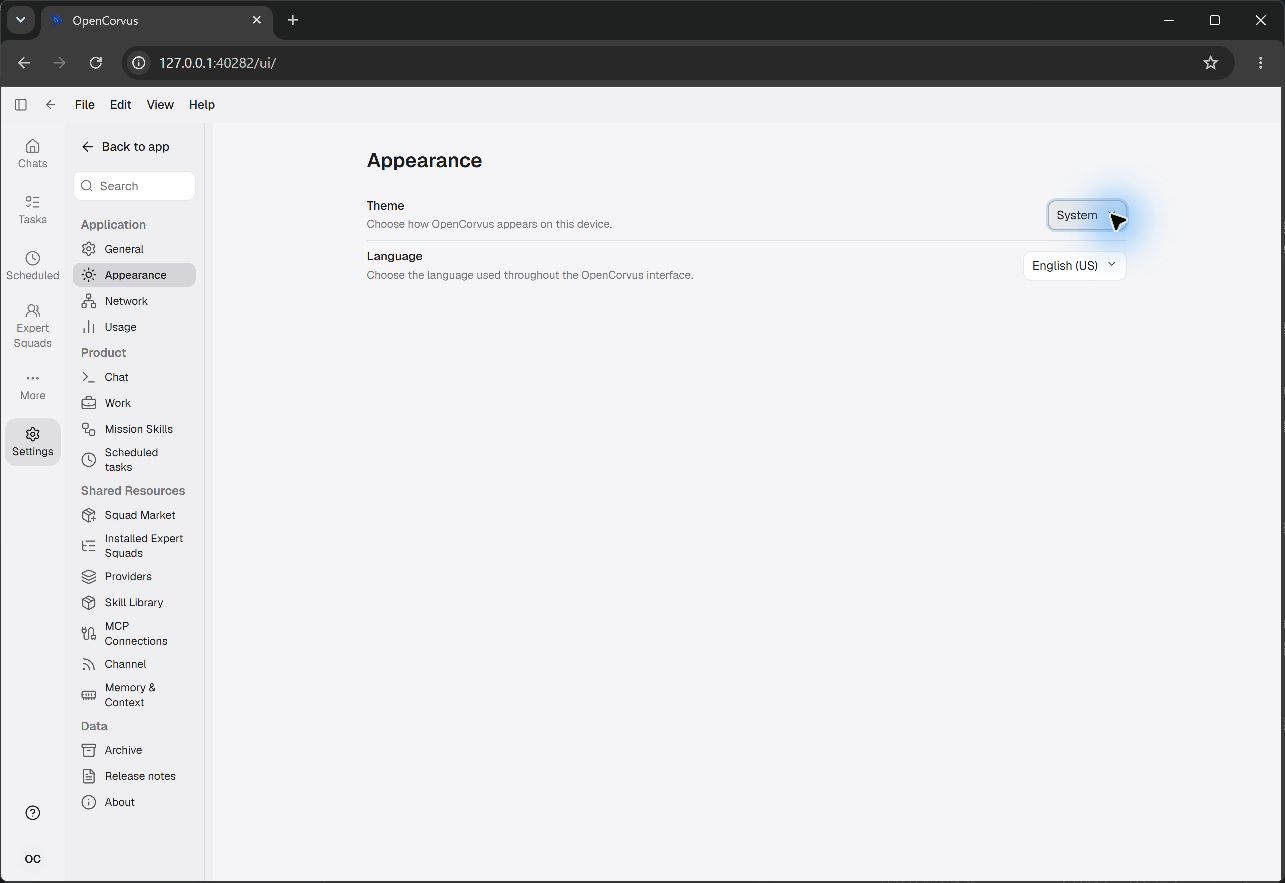 OpenCorvus
127.0.0.1:40282/ui/
File Edit View Help
Chats
Tasks
Scheduled
Expert
Squads
More
Settings
OC
Back to app
Search
Application
General
Appearance
Network
Usage
Product
Chat
Work
Mission Skills
Scheduled
tasks
Shared Resources
Squad Market
Installed Expert
Squads
Providers
Skill Library
MCP
Connections
Channel
Memory &
Context
Data
Archive
Release notes
About
Appearance
Theme
Choose how OpenCorvus appears on this device.
System
Language
Choose the language used throughout the OpenCorvus interface.
English (US)